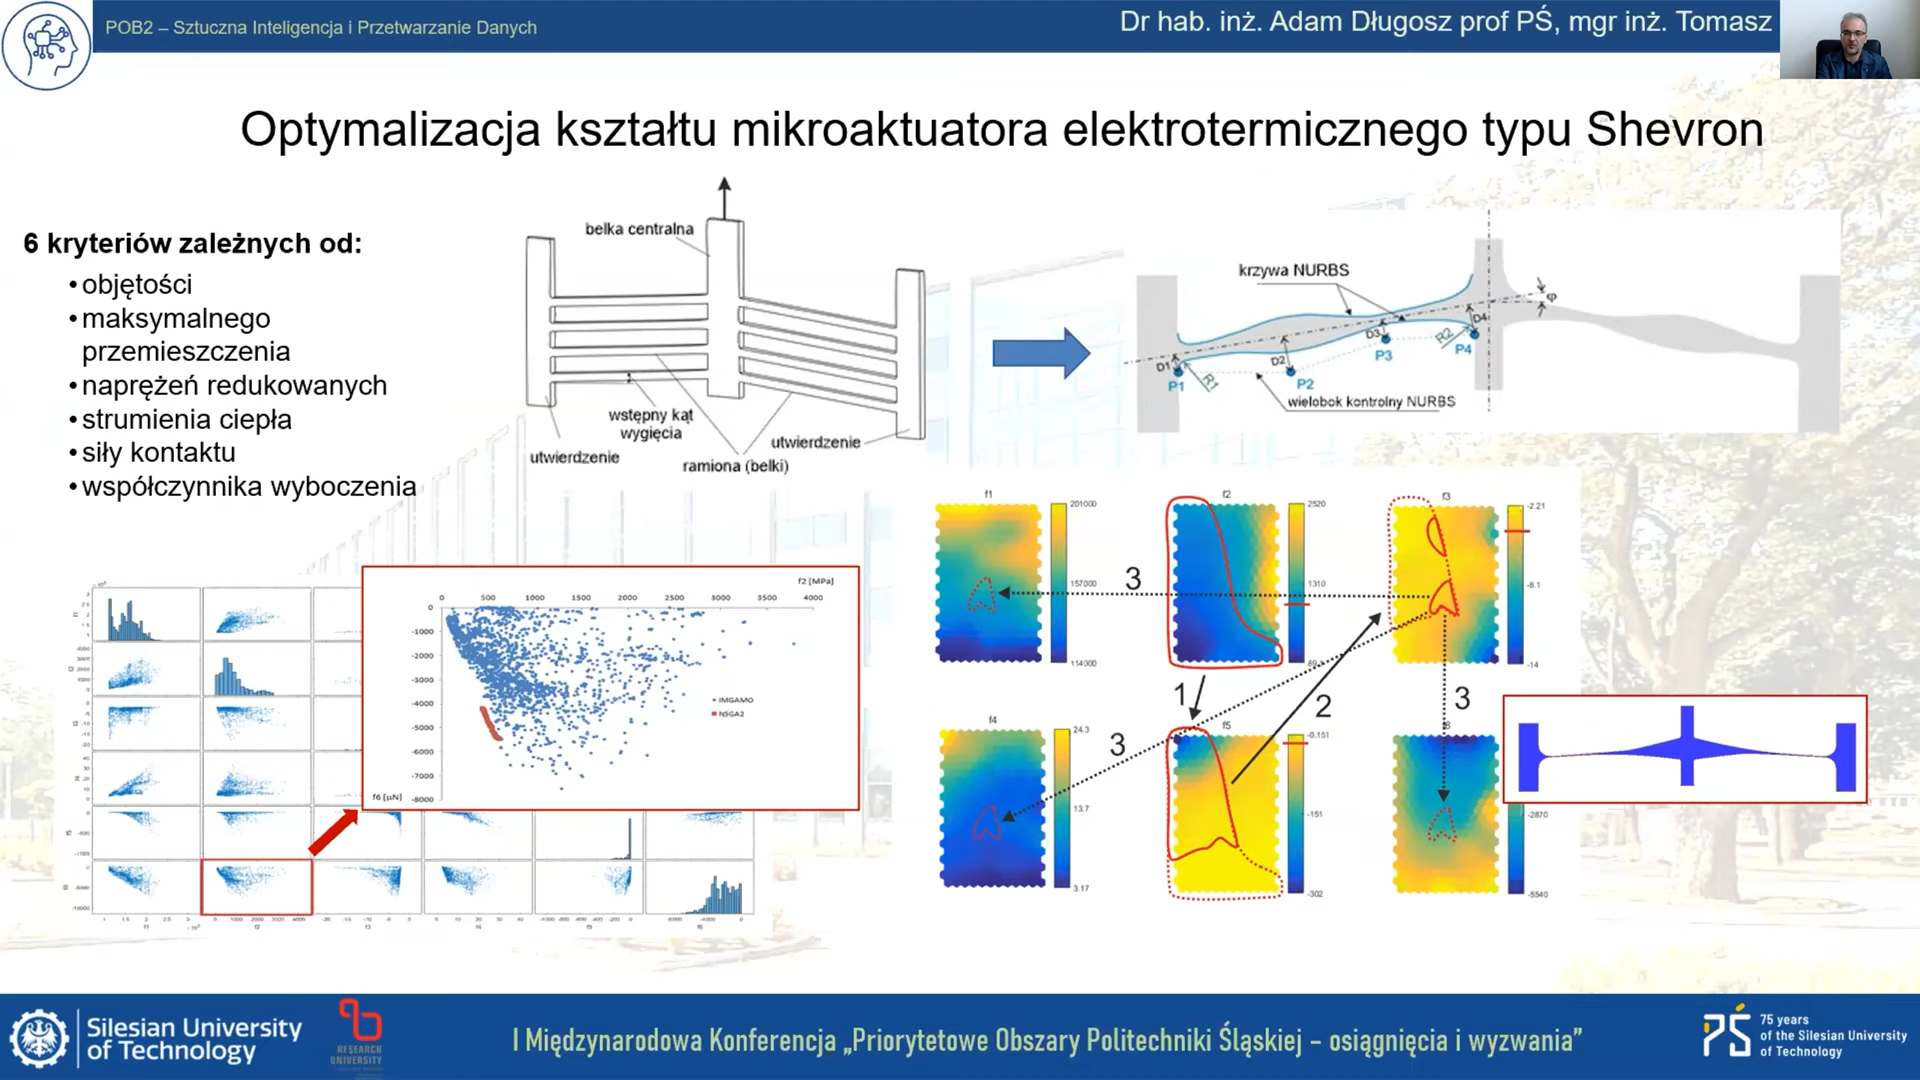 POB2 – Sztuczna Inteligencja i Przetwarzanie Danych
Dr hab. inż. Adam Długosz prof PŚ, mgr inż. Tomasz
Optymalizacja kształtu mikroaktuatora elektrotermicznego typu Shevron
6 kryteriów zależnych od:
•objętości
•maksymalnego
przemieszczenia
•naprężeń redukowanych
•strumienia ciepła
•siły kontaktu
•współczynnika wyboczenia
belka centralna
wstępny kąt
wygięcia
utwierdzenie
utwierdzenie
ramiona (belki)
krzywa NURBS
φ
D1
D2
D3
D4
R1
R2
P1
P2
P3
P4
wielobok kontrolny NURBS
f2 [MPa]
0 500 1000 1500 2000 2500 3000 3500 4000
0
-1000
-2000
-3000
-4000
-5000
-6000
-7000
-8000
f6 [µN]
IMGAMO
NSGA2
f1
201000
157000
114000
f2
2520
1310
f3
-2.21
-8.1
-14
f4
24.3
13.7
3.17
f5
-0.151
-151
-302
-2870
-5540
3
1
2
3
3
f1
f2
Silesian University
of Technology
RESEARCH
UNIVERSITY
I Międzynarodowa Konferencja „Priorytetowe Obszary Politechniki Śląskiej – osiągnięcia i wyzwania”
PŚ
75 years
of the Silesian University
of Technology